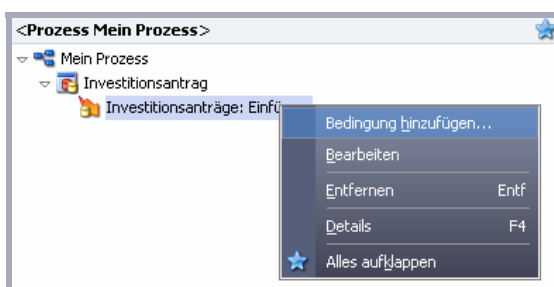 <Prozess Mein Prozess>
Mein Prozess
Investitionsantrag
Investitionsanträge: Einfü
Bedingung hinzufügen...
Bearbeiten
Entfernen Entf
Details F4
Alles aufklappen